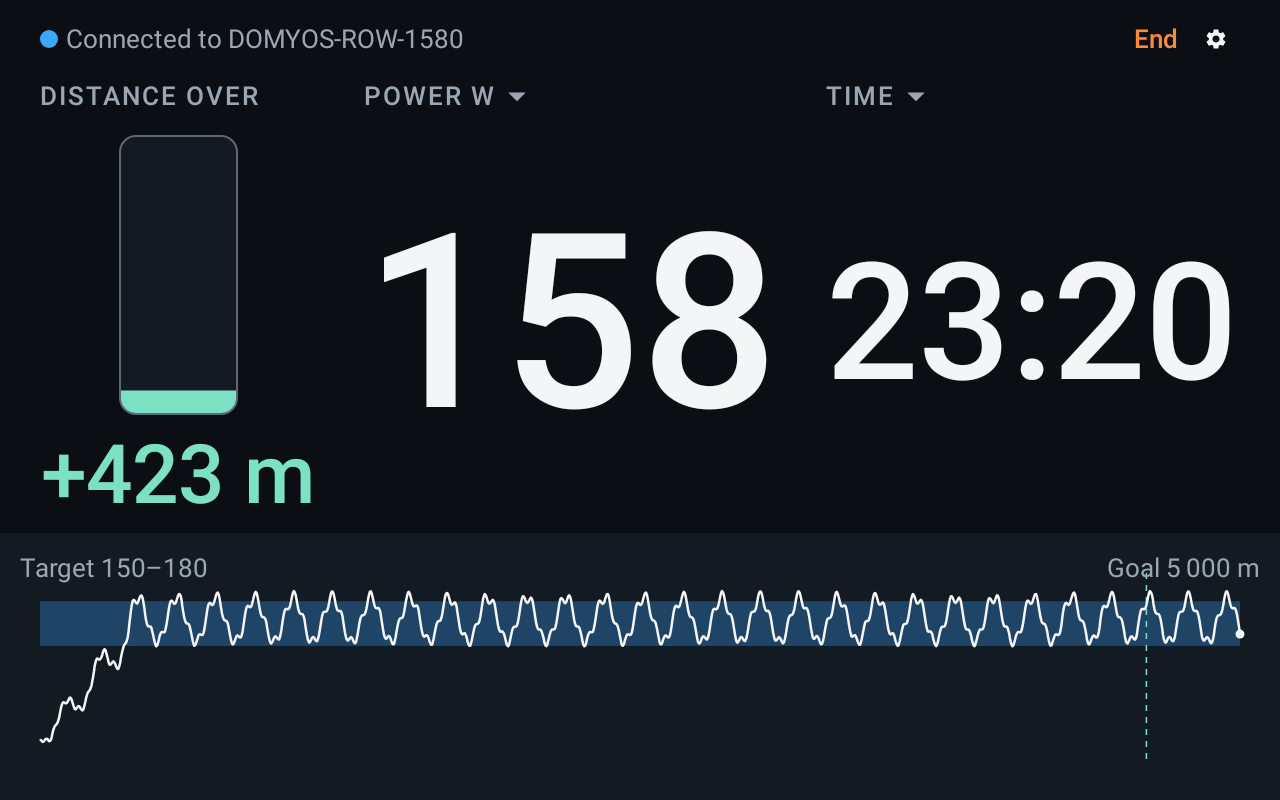 Connected to DOMYOS-ROW-1580
End
DISTANCE OVER
POWER W
TIME
158
23:20
+423 m
Target 150–180
Goal 5 000 m